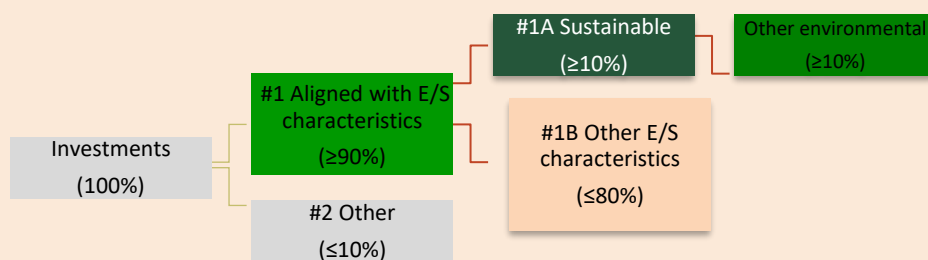 Investments
(100%)
#1 Aligned with E/S
characteristics
(≥90%)
#2 Other
(≤10%)
#1A Sustainable
(≥10%)
#1B Other E/S
characteristics
(≤80%)
Other environmental
(≥10%)